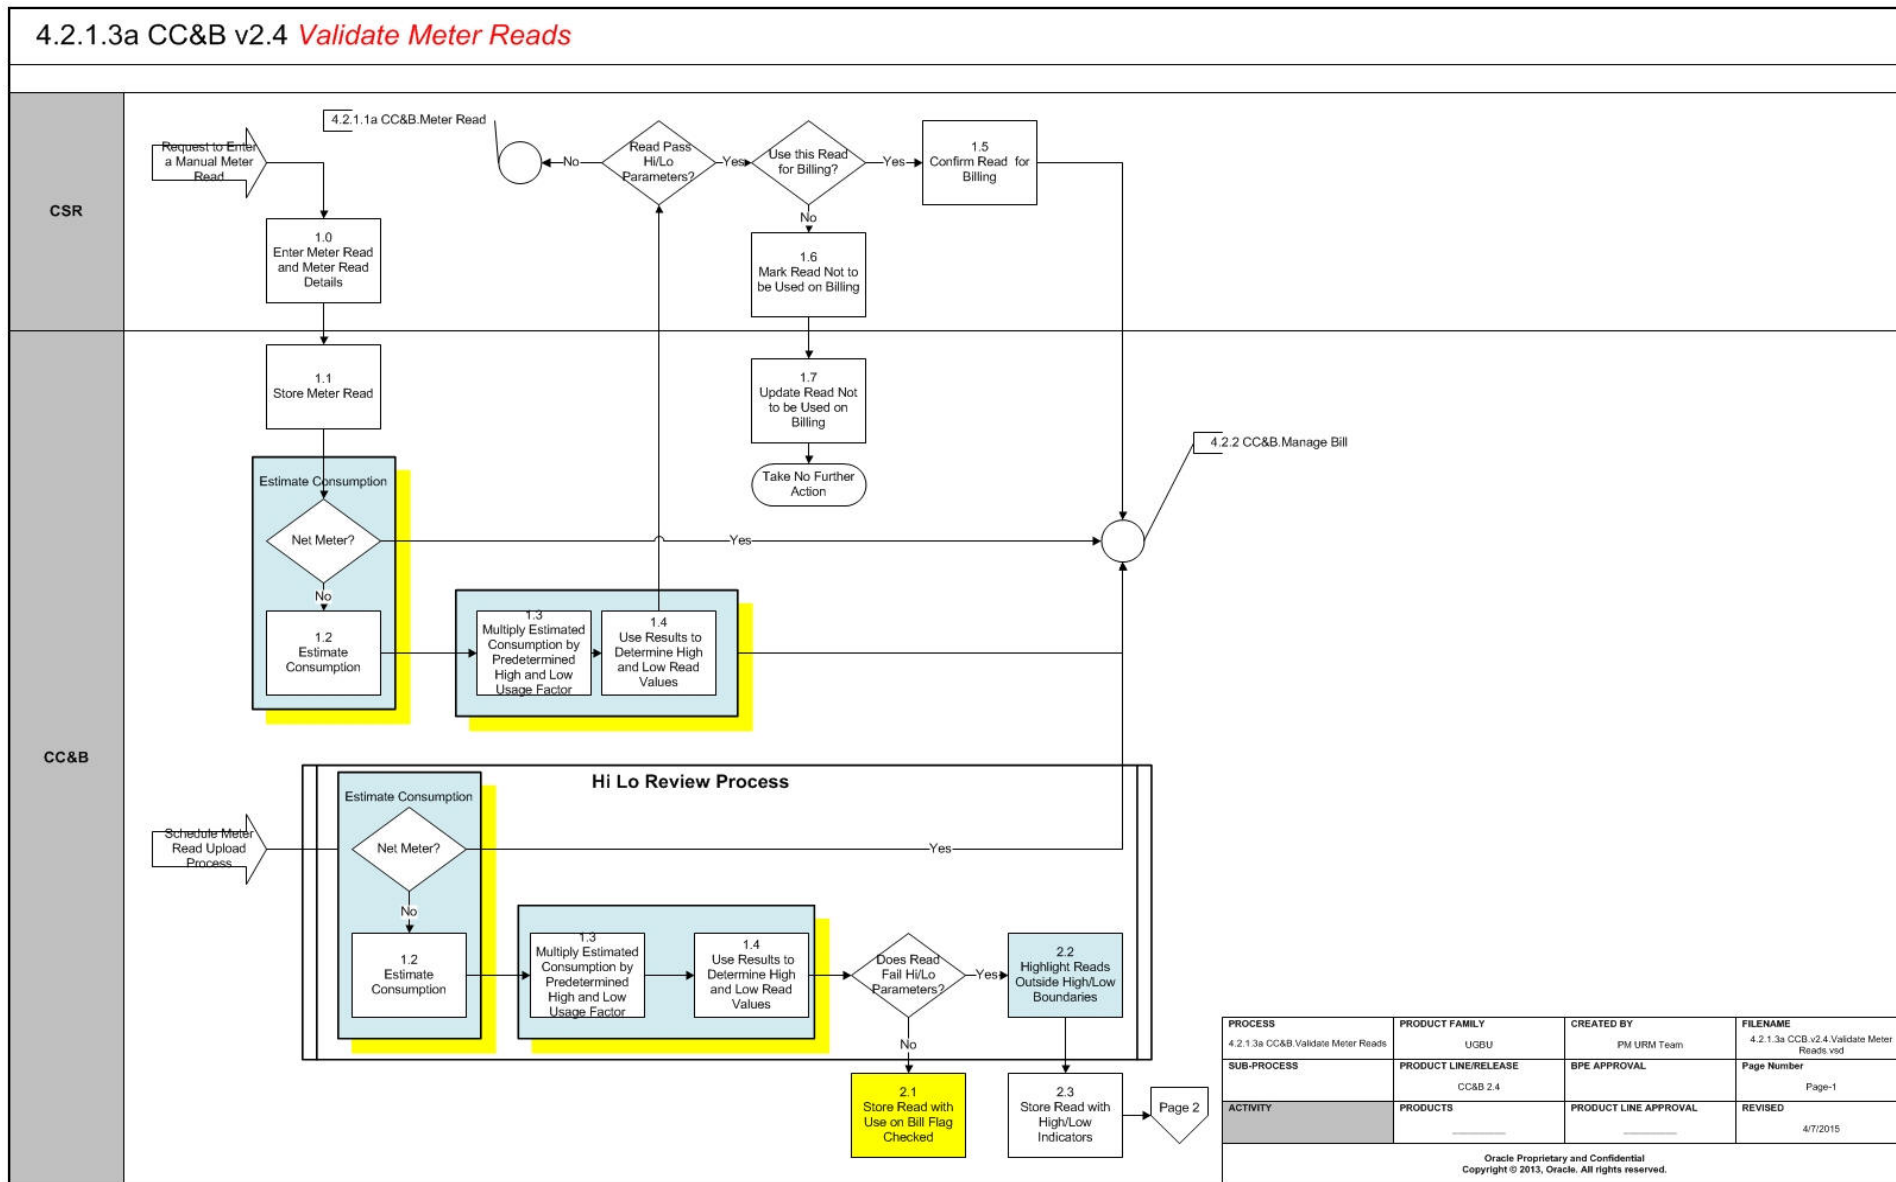 4.2.1.3a CC&B v2.4 Validate Meter Reads
CSR
Request to Enter
a Manual Meter
Read
4.2.1.1a CC&B.Meter Read
No
Read Pass
Hi/Lo
Parameters?
Yes
Use this Read
for Billing?
Yes
1.5
Confirm Read for
Billing
No
1.0
Enter Meter Read
and Meter Read
Details
1.6
Mark Read Not to
be Used on Billing
CC&B
1.1
Store Meter Read
1.7
Update Read Not
to be Used on
Billing
Take No Further
Action
4.2.2 CC&B.Manage Bill
Estimate Consumption
Net Meter?
Yes
No
1.2
Estimate
Consumption
1.3
Multiply Estimated
Consumption by
Predetermined
High and Low
Usage Factor
1.4
Use Results to
Determine High
and Low Read
Values
Hi Lo Review Process
Schedule Meter
Read Upload
Process
Estimate Consumption
Net Meter?
Yes
No
1.2
Estimate
Consumption
1.3
Multiply Estimated
Consumption by
Predetermined
High and Low
Usage Factor
1.4
Use Results to
Determine High
and Low Read
Values
Does Read
Fail Hi/Lo
Parameters?
Yes
2.2
Highlight Reads
Outside High/Low
Boundaries
No
2.1
Store Read with
Use on Bill Flag
Checked
2.3
Store Read with
High/Low
Indicators
Page 2
PROCESS
4.2.1.3a CC&B.Validate Meter Reads
PRODUCT FAMILY
UGBU
CREATED BY
PM URM Team
FILENAME
4.2.1.3a CCB.v2.4.Validate Meter
Reads.vsd
SUB-PROCESS
PRODUCT LINE/RELEASE
CC&B 2.4
BPE APPROVAL
Page Number
Page-1
ACTIVITY
PRODUCTS
PRODUCT LINE APPROVAL
REVISED
4/7/2015
Oracle Proprietary and Confidential
Copyright © 2013, Oracle. All rights reserved.